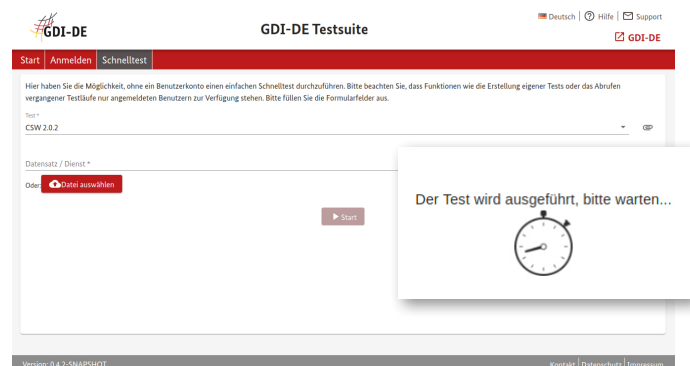 GDI-DE
GDI-DE Testsuite
Deutsch | Hilfe | Support
GDI-DE
Start Anmelden Schnelltest
Hier haben Sie die Möglichkeit, ohne ein Benutzerkonto einen einfachen Schnelltest durchzuführen. Bitte beachten Sie, dass Funktionen wie die Erstellung eigener Tests oder das Abrufen
vergangener Testläufe nur angemeldeten Benutzern zur Verfügung stehen. Bitte füllen Sie die Formularfelder aus.
Test *
CSW 2.0.2
Datensatz / Dienst *
Oder: Datei auswählen
Start
Der Test wird ausgeführt, bitte warten...
Version: 0.4.2-SNAPSHOT
Kontakt | Datenschutz | Impressum